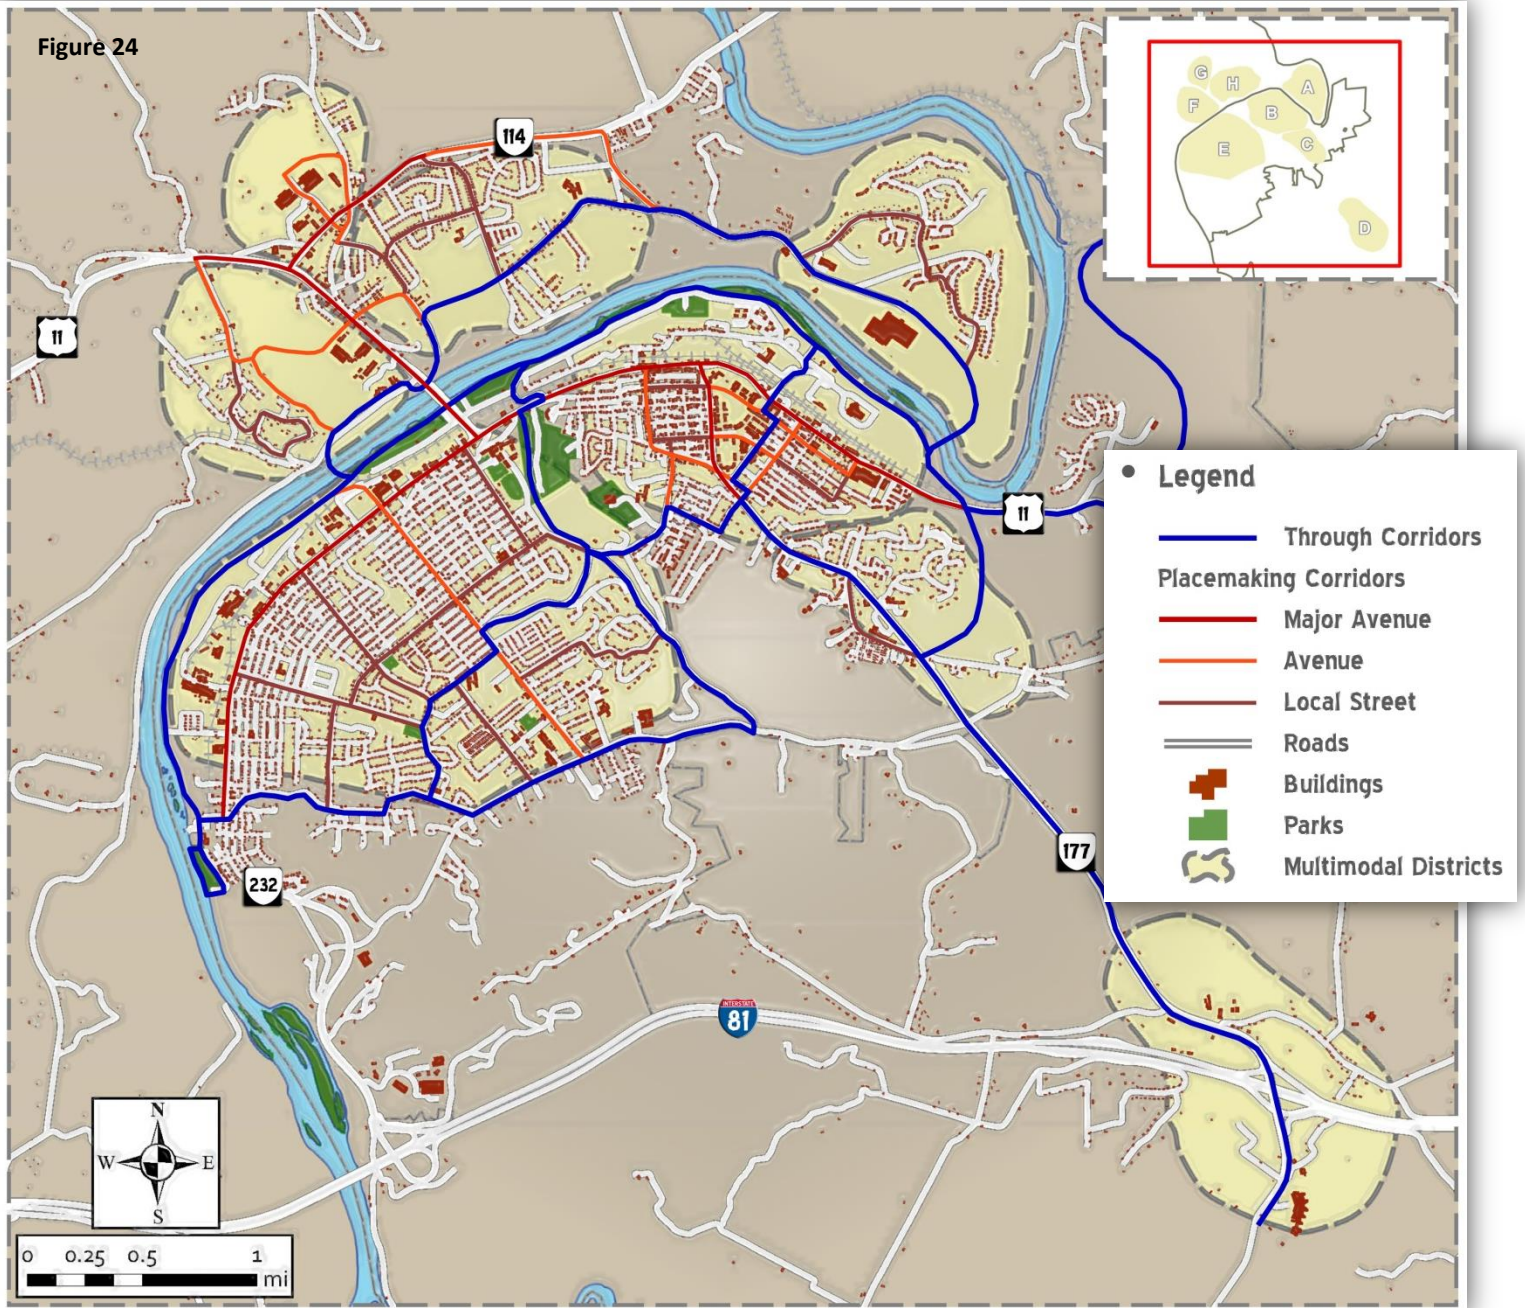 Figure 24
G
H
A
F
B
E
C
D
114
11
11
• Legend
Through Corridors
Placemaking Corridors
Major Avenue
Avenue
Local Street
Roads
Buildings
Parks
Multimodal Districts
177
232
INTERSTATE
81
N
W E
S
0 0.25 0.5 1
mi